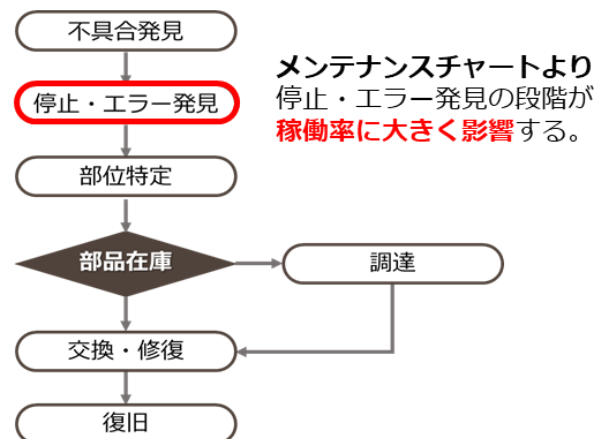 不具合発見
停止・エラー発見
部位特定
部品在庫
調達
交換・修復
復旧
メンテナンスチャートより
停止・エラー発見の段階が
稼働率に大きく影響する。